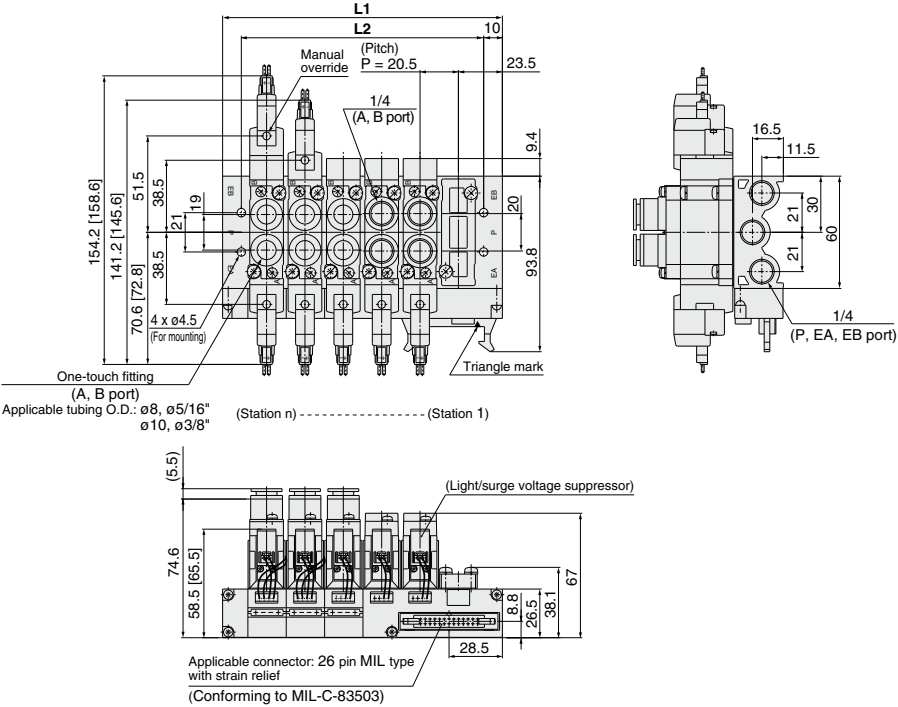 L1
L2
10
Manual
override
(Pitch)
P = 20.5
23.5
1/4
(A, B port)
9.4
154.2 [158.6]
141.2 [145.6]
51.5
38.5
21
19
EB
P
EA
B
B
B
B
B
EB
P
EA
20
93.8
70.6 [72.8]
38.5
A
A
A
A
A
4 x ø4.5
(For mounting)
Triangle mark
One-touch fitting
(A, B port)
Applicable tubing O.D.: ø8, ø5/16"
ø10, ø3/8"
(Station n)
(Station 1)
16.5
11.5
21
30
60
21
1/4
(P, EA, EB port)
(5.5)
(Light/surge voltage suppressor)
74.6
58.5 [65.5]
8.8
26.5
38.1
67
28.5
Applicable connector: 26 pin MIL type
with strain relief
(Conforming to MIL-C-83503)